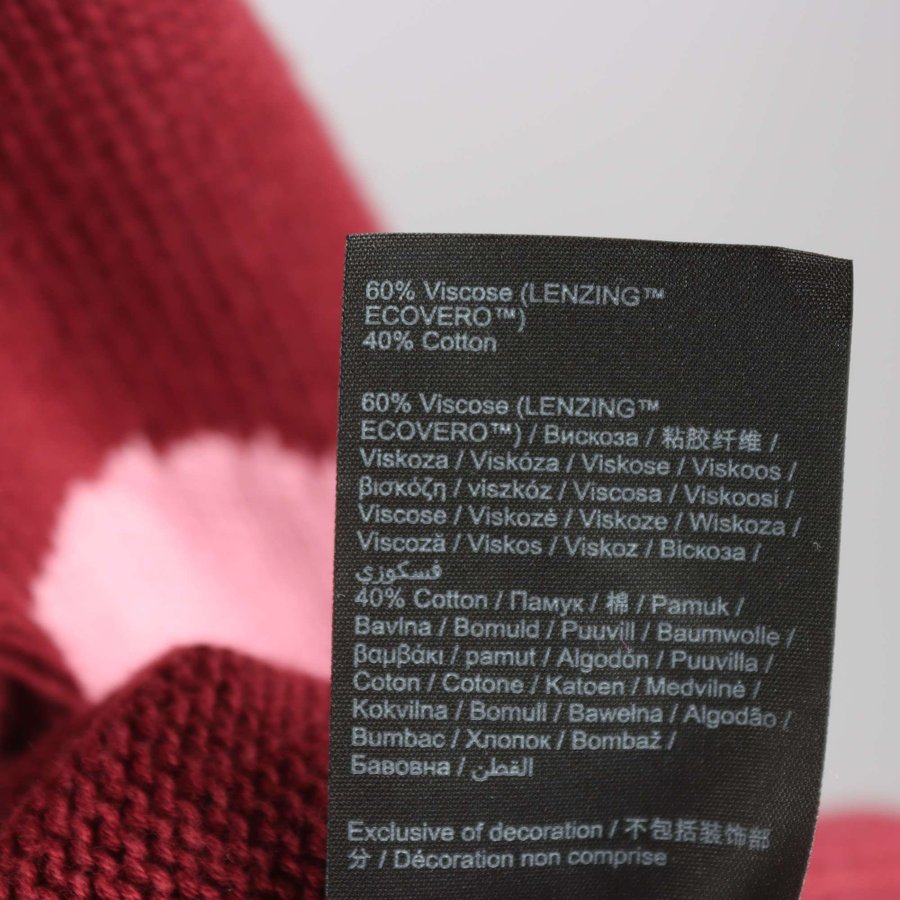 60% Viscose (LENZING™
ECOVERO™)
40% Cotton
60% Viscose (LENZING™
ECOVERO™) / Вискоза / 粘胶纤维 /
Viskoza / Viskóza / Viskose / Viskoos /
βισκόζη / viszkóz / Viscosa / Viskoosi /
Viscose / Viskozė / Viskoze / Wiskoza /
Viscoză / Viskos / Viskoz / Віскоза /
فسكوزي
40% Cotton / Памук / 棉 / Pamuk /
Bavlna / Bomuld / Puuvill / Baumwolle /
βαμβάκι / pamut / Algodón / Puuvilla /
Coton / Cotone / Katoen / Medvilnė /
Kokvilna / Bomull / Bawełna / Algodão /
Bumbac / Хлопок / Bombaž /
Бавовна / القطن
Exclusive of decoration / 不包括装饰部
分 / Décoration non comprise